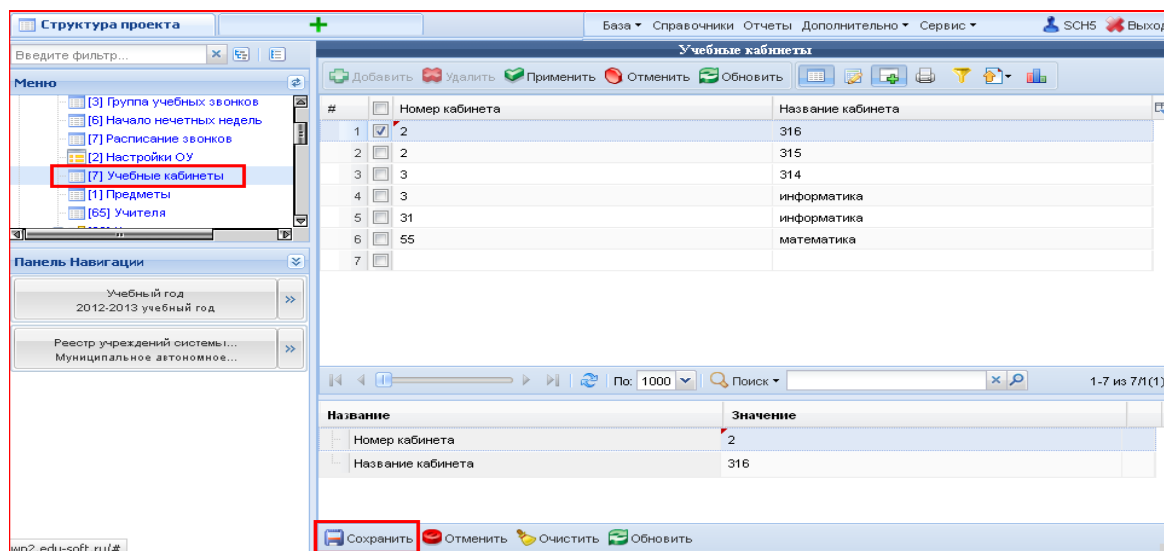 Структура проекта
База Справочники Отчеты Дополнительно Сервис SCH5 Выход
Введите фильтр...
Учебные кабинеты
Меню
Добавить Удалить Применить Отменить Обновить
[3] Группа учебных звонков
[6] Начало нечетных недель
[7] Расписание звонков
[2] Настройки ОУ
[7] Учебные кабинеты
[1] Предметы
[65] Учителя
# Номер кабинета Название кабинета
1 2 316
2 2 315
3 3 314
4 3 информатика
5 31 информатика
6 55 математика
7
Панель Навигации
Учебный год
2012-2013 учебный год
Реестр учреждений системы...
Муниципальное автономное...
По: 1000 Поиск 1-7 из 7/1(1)
Название Значение
Номер кабинета 2
Название кабинета 316
Сохранить Отменить Очистить Обновить
wp2.edu-soft.ru/#